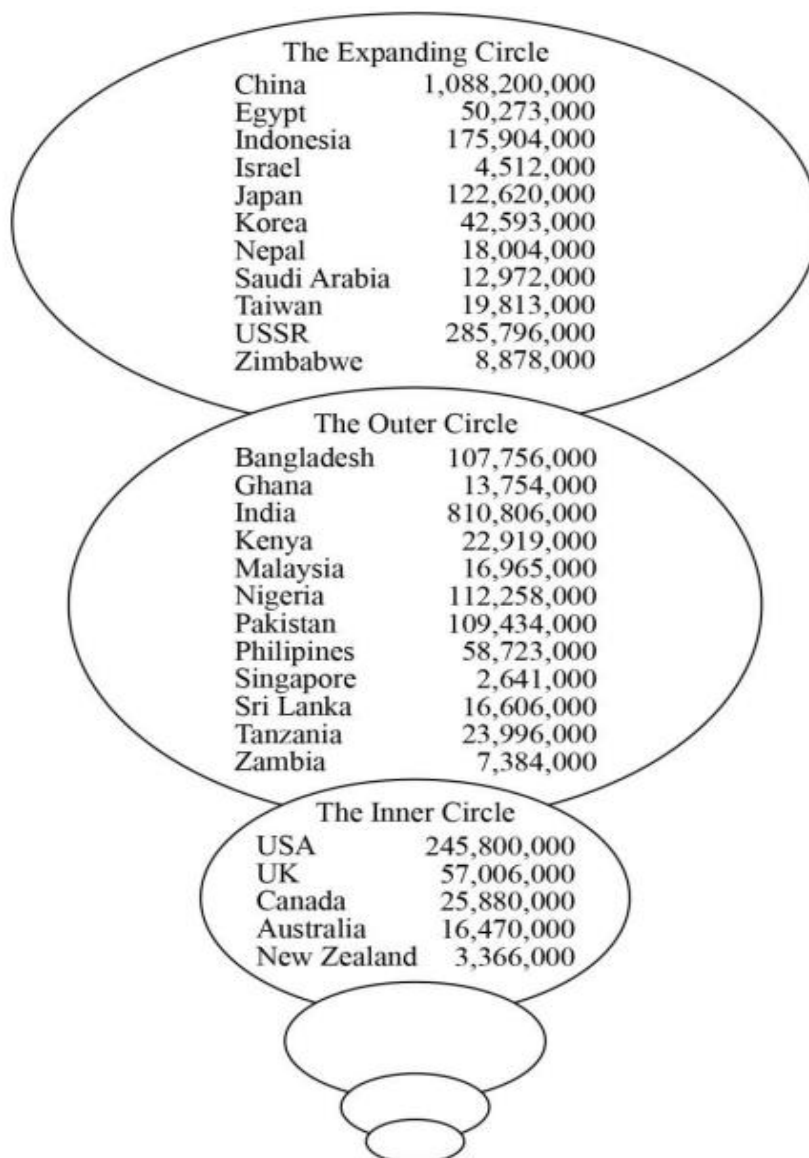 The Expanding Circle
China 1,088,200,000
Egypt 50,273,000
Indonesia 175,904,000
Israel 4,512,000
Japan 122,620,000
Korea 42,593,000
Nepal 18,004,000
Saudi Arabia 12,972,000
Taiwan 19,813,000
USSR 285,796,000
Zimbabwe 8,878,000
The Outer Circle
Bangladesh 107,756,000
Ghana 13,754,000
India 810,806,000
Kenya 22,919,000
Malaysia 16,965,000
Nigeria 112,258,000
Pakistan 109,434,000
Philipines 58,723,000
Singapore 2,641,000
Sri Lanka 16,606,000
Tanzania 23,996,000
Zambia 7,384,000
The Inner Circle
USA 245,800,000
UK 57,006,000
Canada 25,880,000
Australia 16,470,000
New Zealand 3,366,000